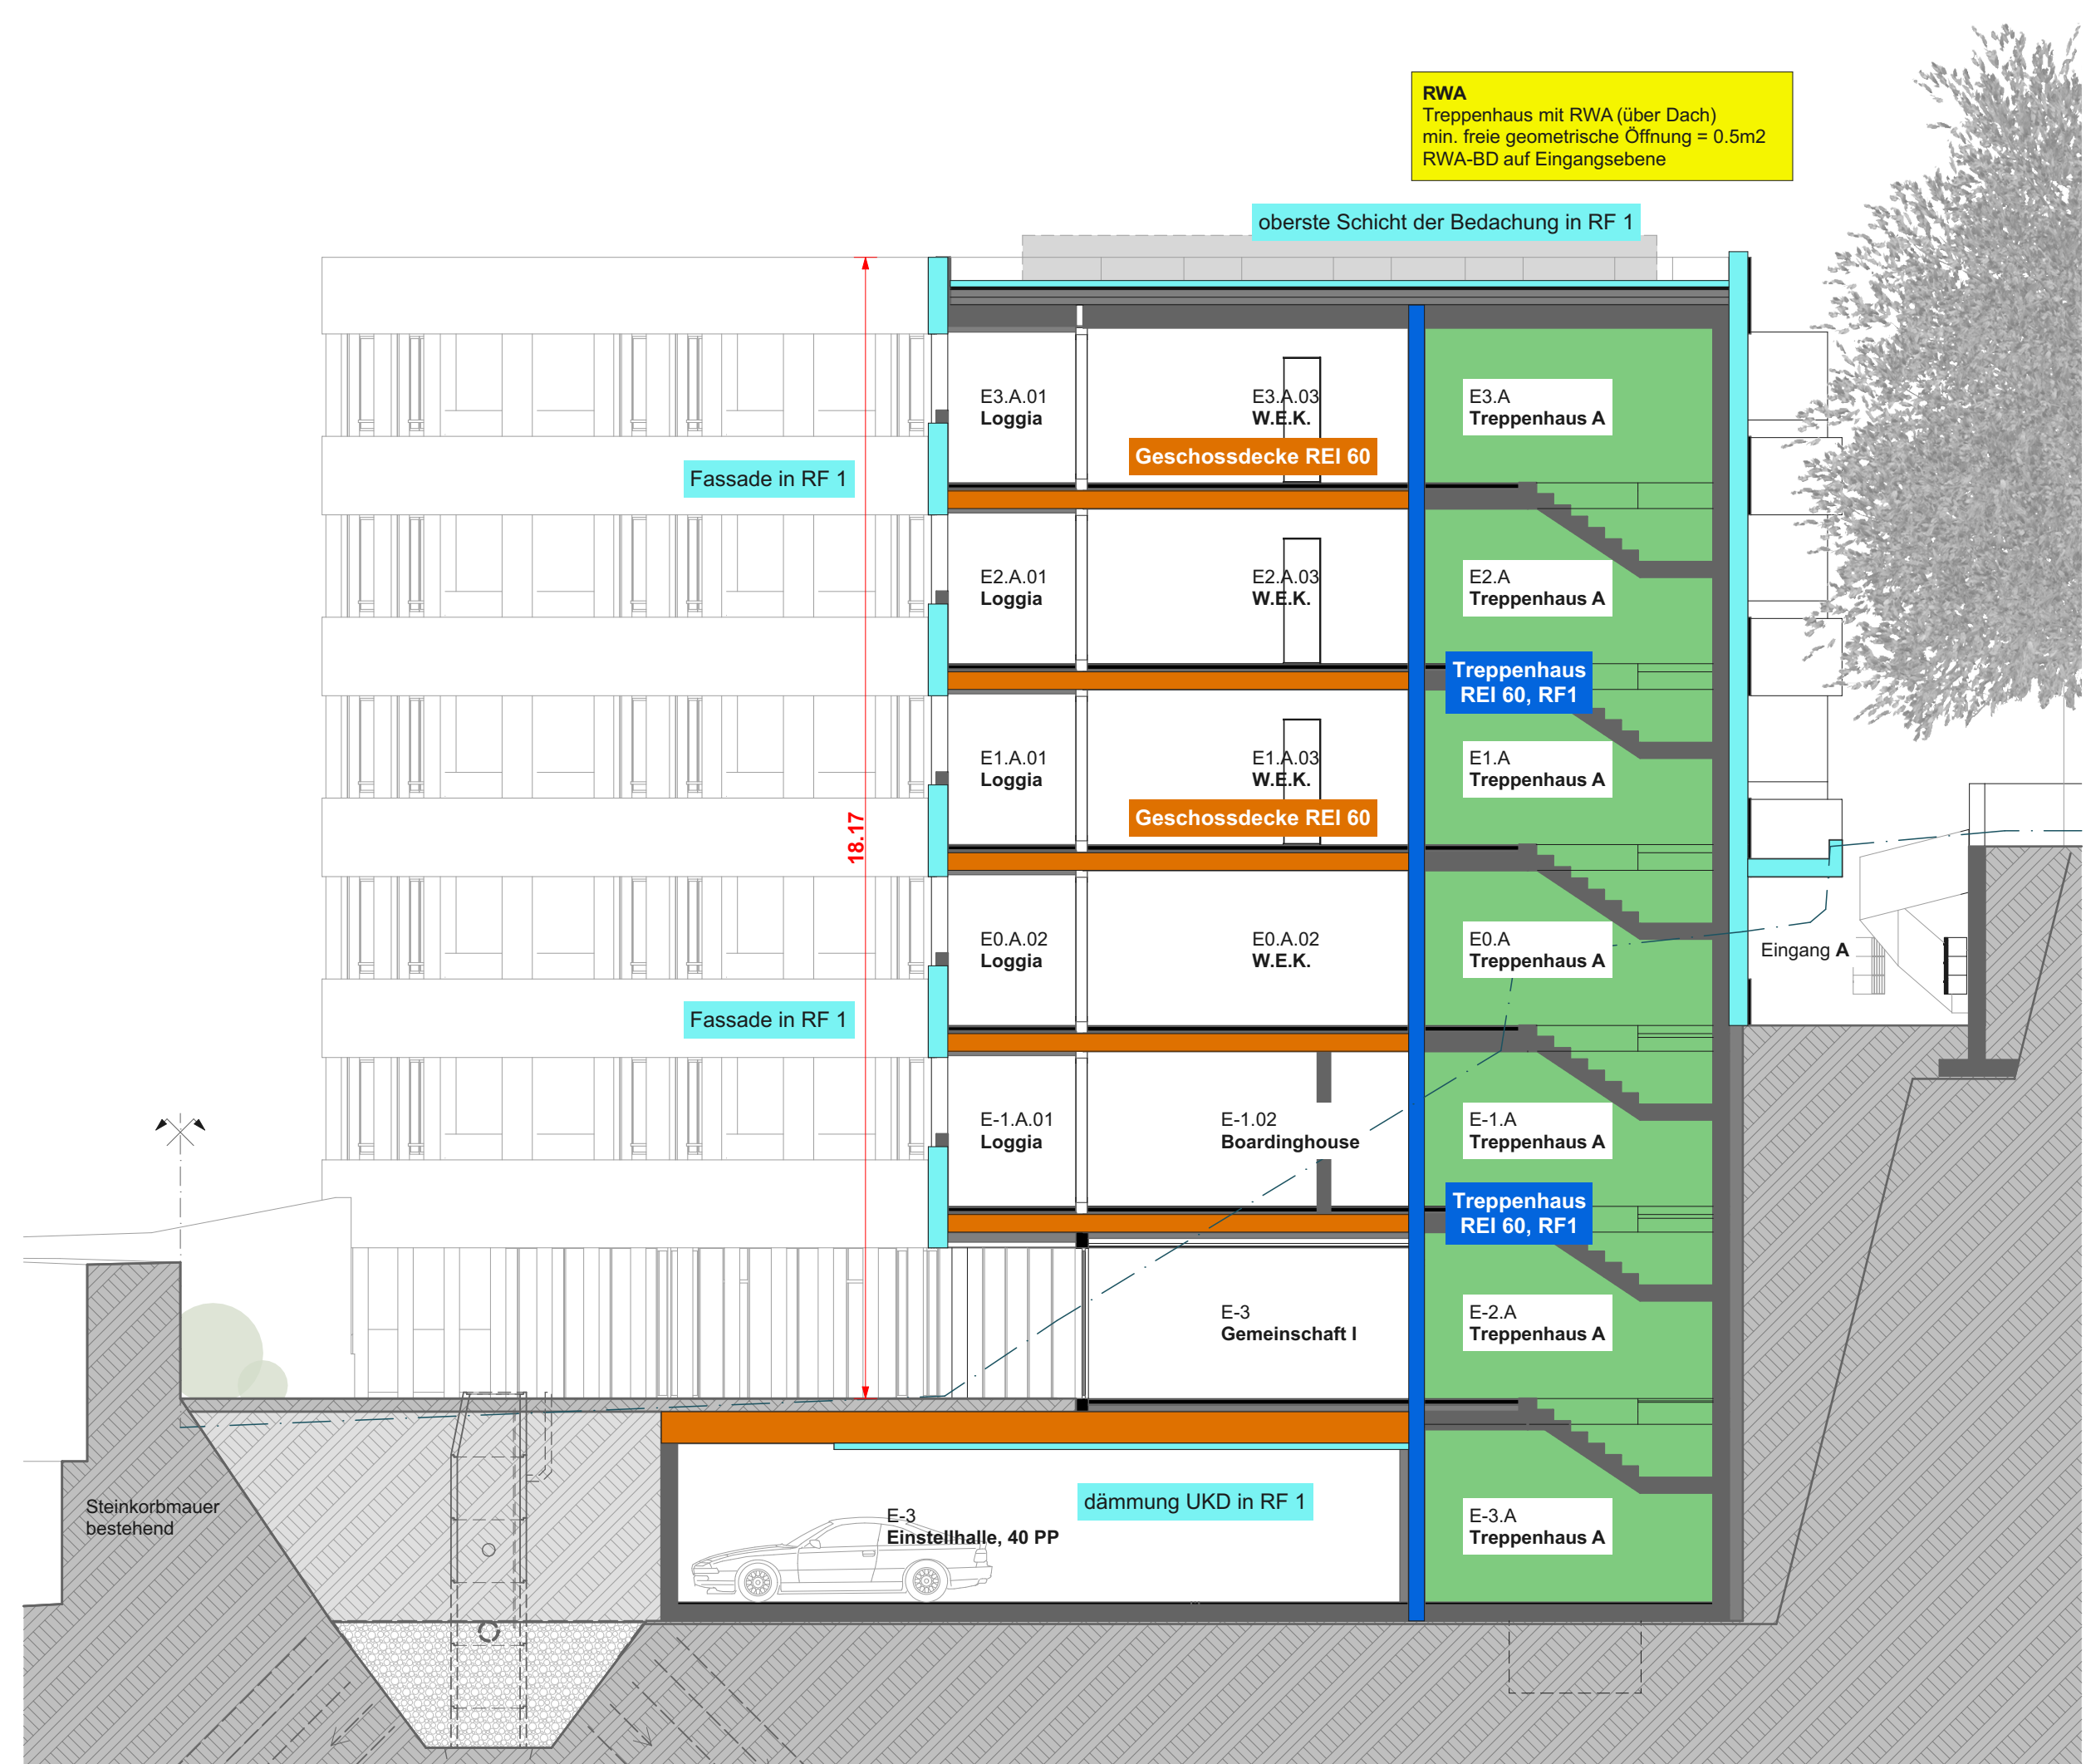 RWA
Treppenhaus mit RWA (über Dach)
min. freie geometrische Öffnung = 0.5m2
RWA-BD auf Eingangsebene
oberste Schicht der Bedachung in RF 1
E3.A.01
Loggia
E3.A.03
W.E.K.
E3.A
Treppenhaus A
Geschossdecke REI 60
Fassade in RF 1
E2.A.01
Loggia
E2.A.03
W.E.K.
E2.A
Treppenhaus A
Treppenhaus
REI 60, RF1
E1.A.01
Loggia
E1.A.03
W.E.K.
E1.A
Treppenhaus A
Geschossdecke REI 60
18.17
E0.A.02
Loggia
E0.A.02
W.E.K.
E0.A
Treppenhaus A
Eingang A
Fassade in RF 1
E-1.A.01
Loggia
E-1.02
Boardinghouse
E-1.A
Treppenhaus A
Treppenhaus
REI 60, RF1
E-3
Gemeinschaft I
E-2.A
Treppenhaus A
dämmung UKD in RF 1
Steinkorbmauer
bestehend
E-3
Einstellhalle, 40 PP
E-3.A
Treppenhaus A